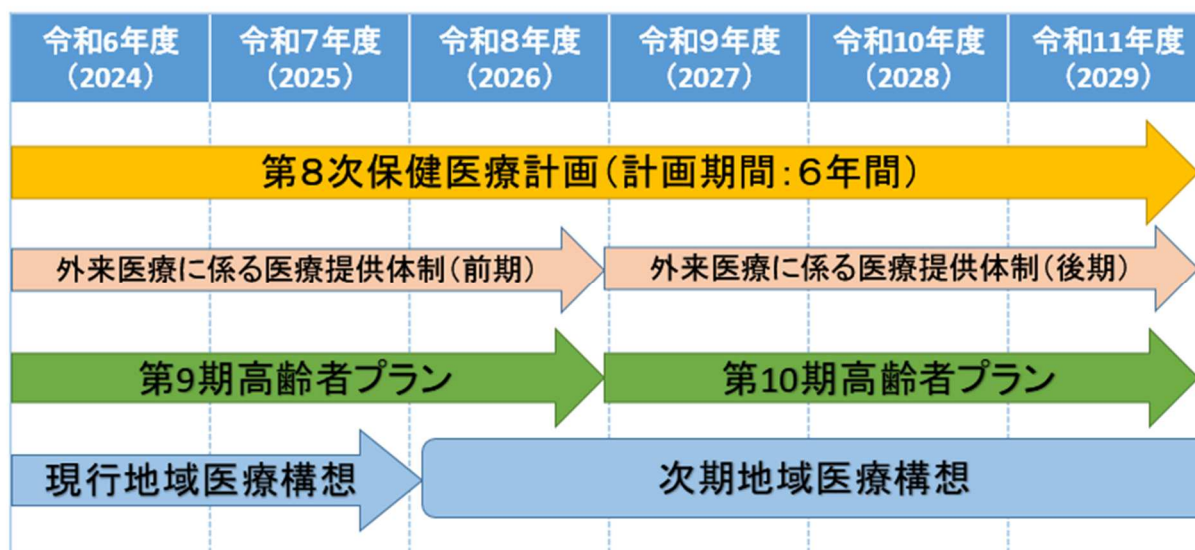 令和6年度
（2024）
令和7年度
（2025）
令和8年度
（2026）
令和9年度
（2027）
令和10年度
（2028）
令和11年度
（2029）
第8次保健医療計画（計画期間：6年間）
外来医療に係る医療提供体制（前期）
外来医療に係る医療提供体制（後期）
第9期高齢者プラン
第10期高齢者プラン
現行地域医療構想
次期地域医療構想